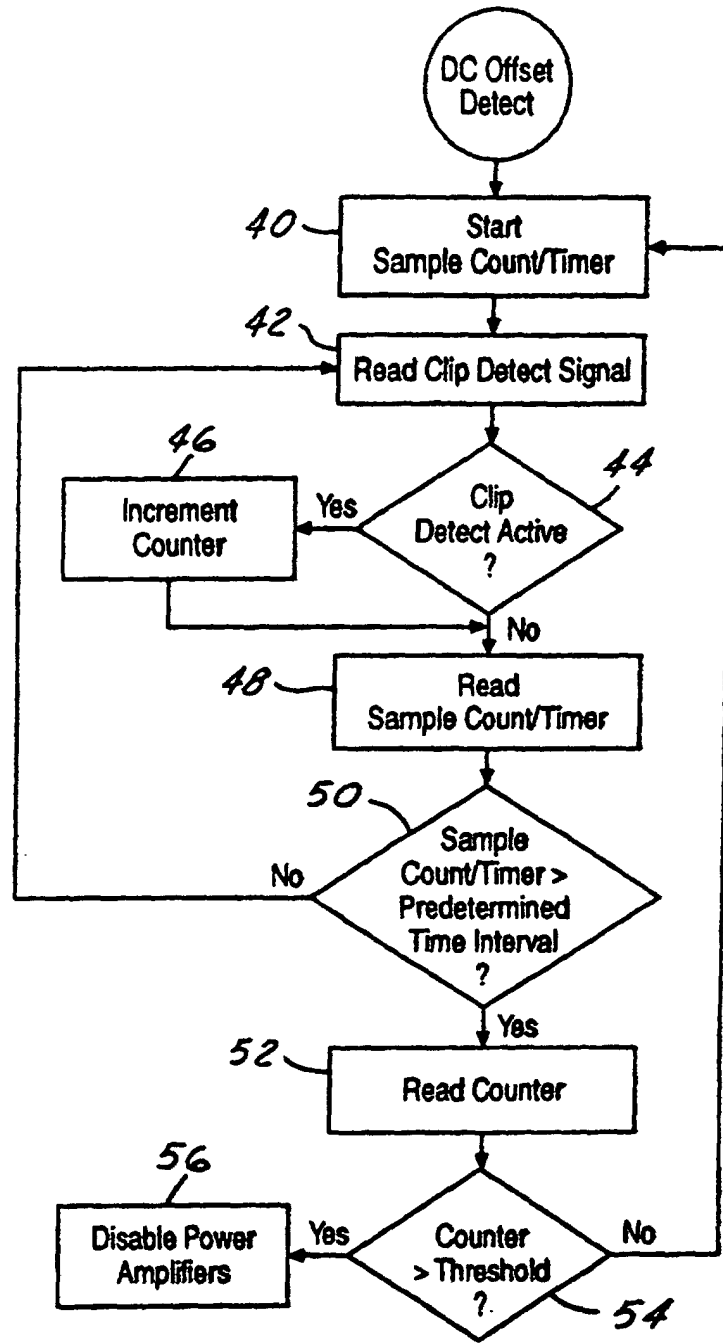 DC Offset
Detect
40
Start
Sample Count/Timer
42
Read Clip Detect Signal
46
Increment
Counter
Yes
Clip
Detect Active
?
44
No
48
Read
Sample Count/Timer
50
No
Sample
Count/Timer >
Predetermined
Time Interval
?
Yes
52
Read Counter
56
Disable Power
Amplifiers
Yes
Counter
> Threshold
?
No
54